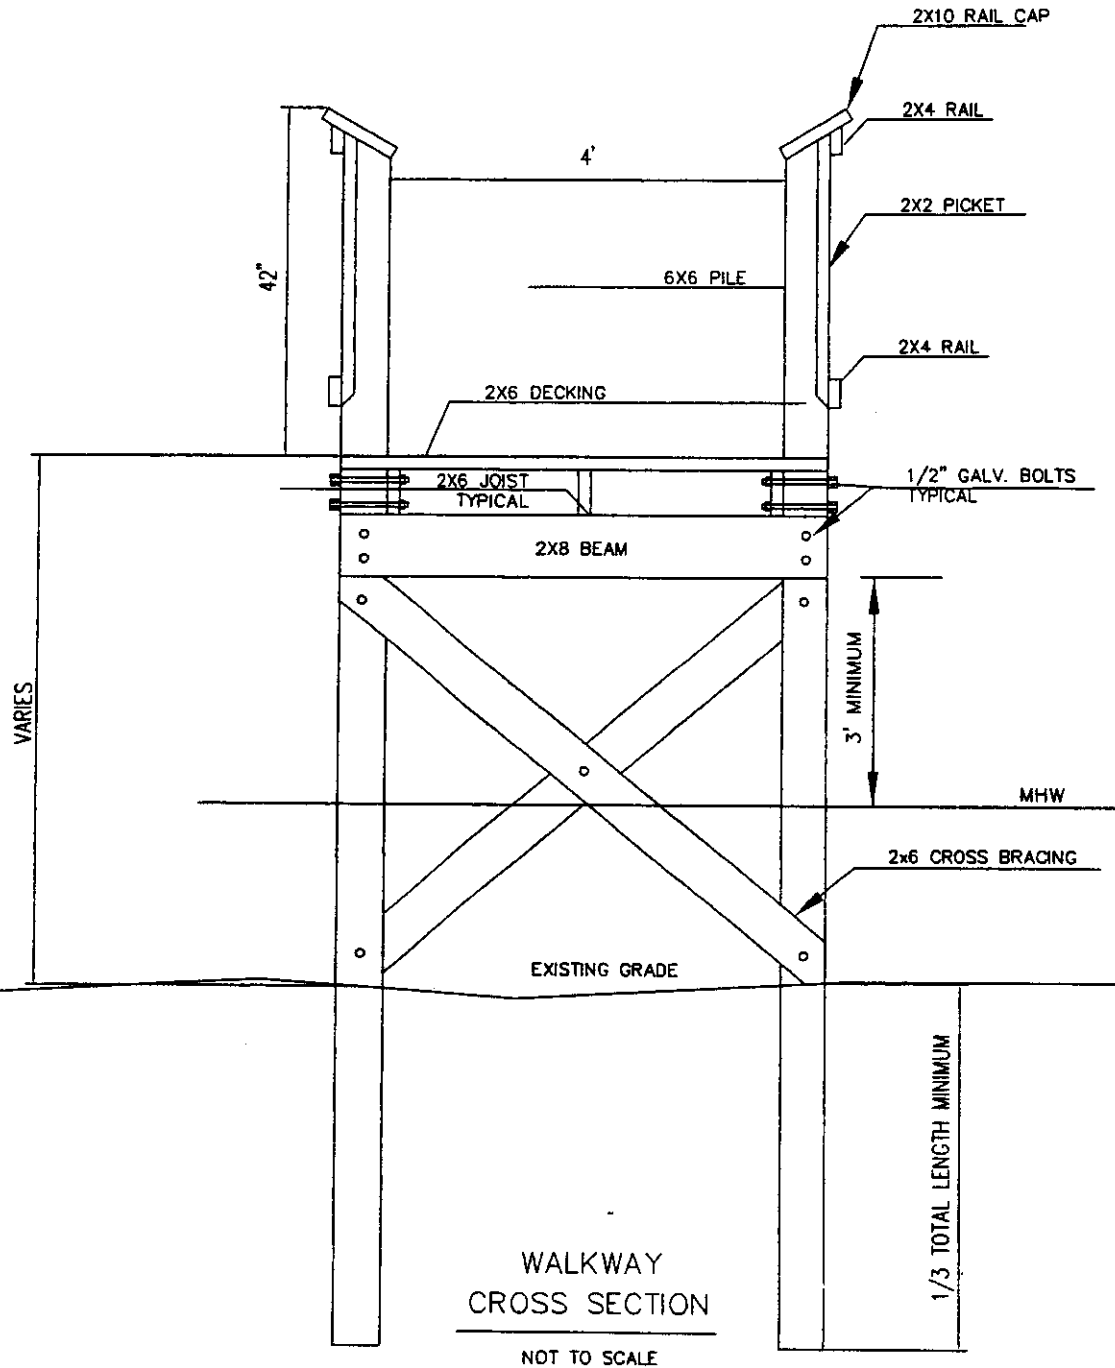 2X10 RAIL CAP
2X4 RAIL
4'
2X2 PICKET
42"
6X6 PILE
2X4 RAIL
2X6 DECKING
1/2" GALV. BOLTS
TYPICAL
2X6 JOIST
TYPICAL
2X8 BEAM
3' MINIMUM
VARIES
MHW
2x6 CROSS BRACING
EXISTING GRADE
1/3 TOTAL LENGTH MINIMUM
WALKWAY
CROSS SECTION
NOT TO SCALE